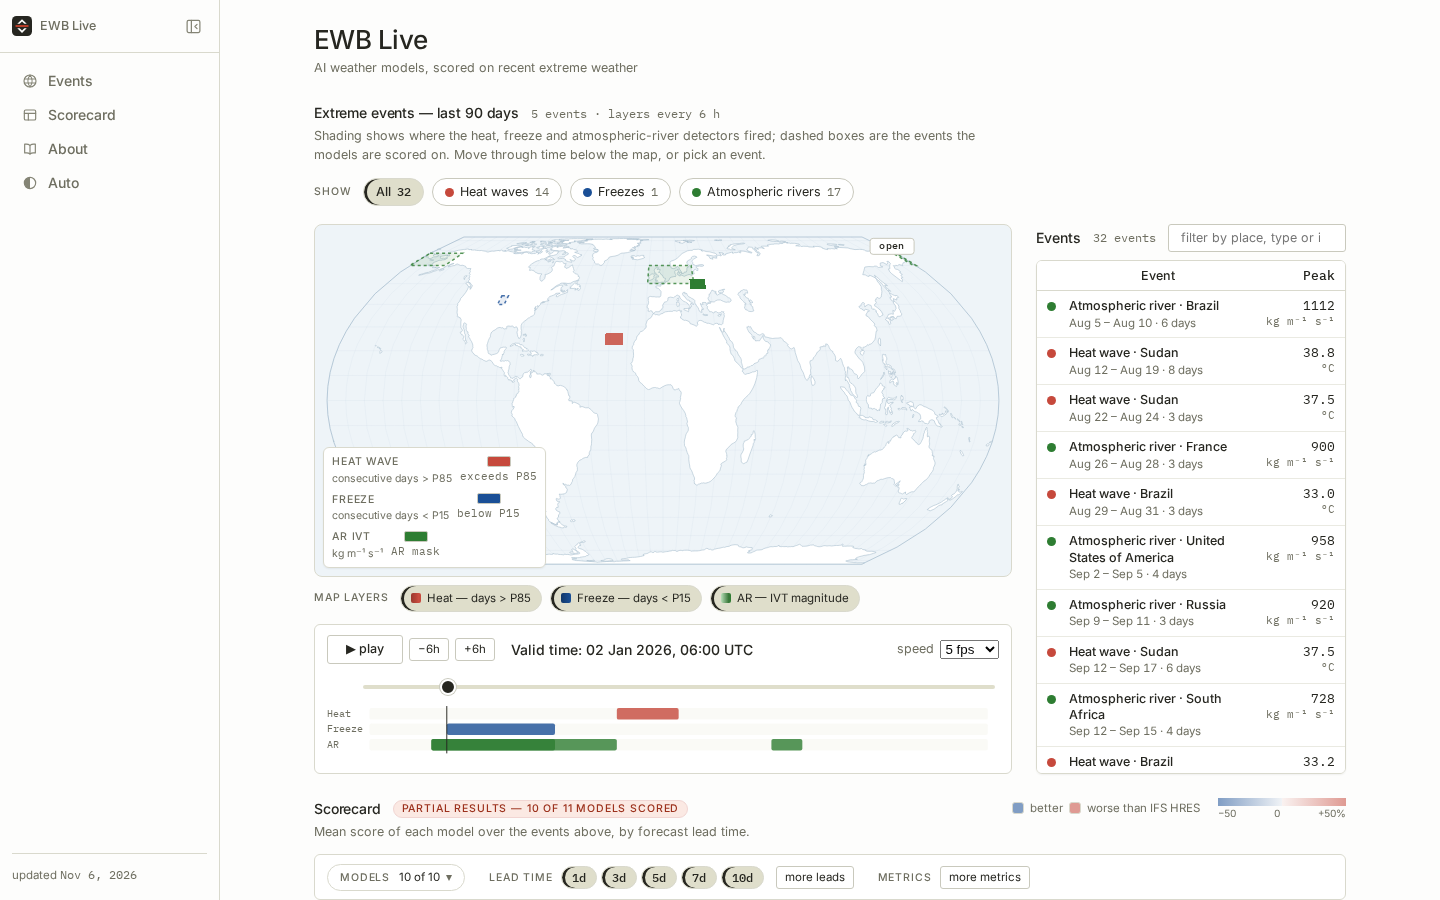 EWB Live
Events
Scorecard
About
Auto
updated Nov 6, 2026
EWB Live
AI weather models, scored on recent extreme weather
Extreme events — last 90 days 5 events · layers every 6 h
Shading shows where the heat, freeze and atmospheric-river detectors fired; dashed boxes are the events the
models are scored on. Move through time below the map, or pick an event.
SHOW All 32 Heat waves 14 Freezes 1 Atmospheric rivers 17
open
HEAT WAVE
consecutive days > P85 exceeds P85
FREEZE
consecutive days < P15 below P15
AR IVT
kg m⁻¹ s⁻¹ AR mask
MAP LAYERS Heat — days > P85 Freeze — days < P15 AR — IVT magnitude
▶ play −6h +6h Valid time: 02 Jan 2026, 06:00 UTC speed 5 fps
Heat
Freeze
AR
Events 32 events filter by place, type or i
Event Peak
Atmospheric river · Brazil 1112
Aug 5 – Aug 10 · 6 days kg m⁻¹ s⁻¹
Heat wave · Sudan 38.8
Aug 12 – Aug 19 · 8 days °C
Heat wave · Sudan 37.5
Aug 22 – Aug 24 · 3 days °C
Atmospheric river · France 900
Aug 26 – Aug 28 · 3 days kg m⁻¹ s⁻¹
Heat wave · Brazil 33.0
Aug 29 – Aug 31 · 3 days °C
Atmospheric river · United 958
States of America kg m⁻¹ s⁻¹
Sep 2 – Sep 5 · 4 days
Atmospheric river · Russia 920
Sep 9 – Sep 11 · 3 days kg m⁻¹ s⁻¹
Heat wave · Sudan 37.5
Sep 12 – Sep 17 · 6 days °C
Atmospheric river · South 728
Africa kg m⁻¹ s⁻¹
Sep 12 – Sep 15 · 4 days
Heat wave · Brazil 33.2
Scorecard PARTIAL RESULTS — 10 OF 11 MODELS SCORED
better worse than IFS HRES −50 0 +50%
Mean score of each model over the events above, by forecast lead time.
MODELS 10 of 10 ▾ LEAD TIME 1d 3d 5d 7d 10d more leads METRICS more metrics